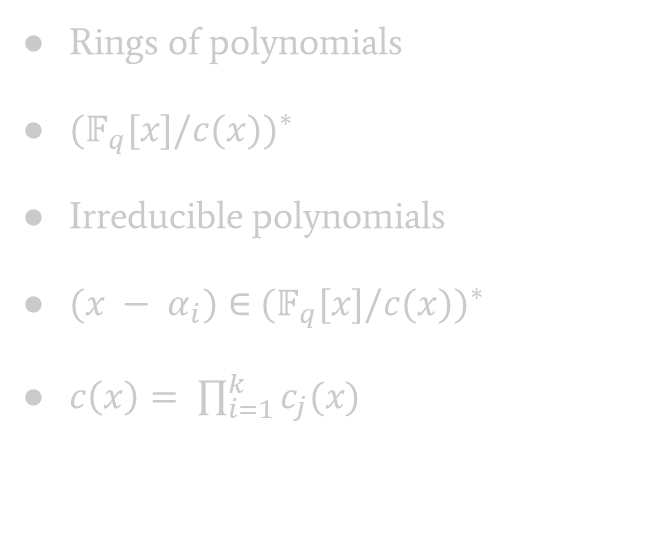 • Rings of polynomials
• (𝔽_q[x]/c(x))*
• Irreducible polynomials
• (x − α_i) ∈ (𝔽_q[x]/c(x))*
• c(x) = ∏_{i=1}^{k} c_j(x)